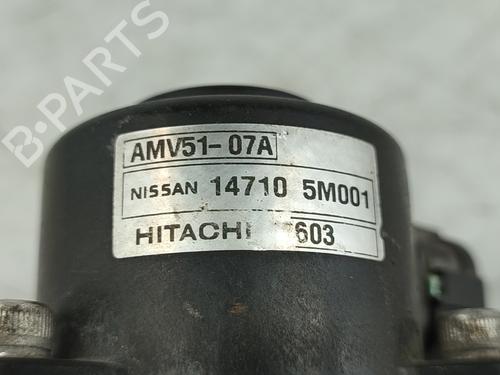 B-PARTS
AMV51-07A
NISSAN 14710 5M001
HITACHI 603